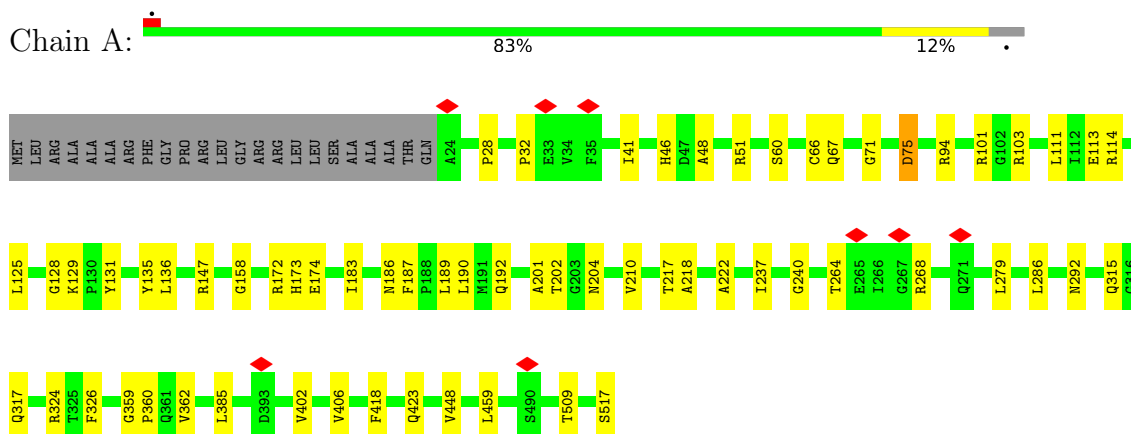 Chain A:
83%
12%
MET LEU ARG ALA ALA ALA ALA ARG PHE GLY PRO ARG LEU GLY ARG ARG LEU LEU SER ALA ALA ALA THR GLN A24 P28 P32 E33 V34 F35 I41 H46 D47 A48 R51 S60 C66 Q67 G71 D75 R94 R101 G102 R103 L111 I112 E113 R114
L125 G128 K129 P130 Y131 Y135 L136 R147 G158 R172 H173 E174 I183 N186 F187 P188 L189 L190 M191 Q192 A201 T202 G203 N204 V210 T217 A218 A222 I237 G240 T264 E265 I266 G267 R268 Q271 L279 L286 N292 Q315 G316
Q317 R324 T325 F326 G359 P360 Q361 V362 L385 D393 V402 V406 F418 Q423 V448 L459 S490 T509 S517